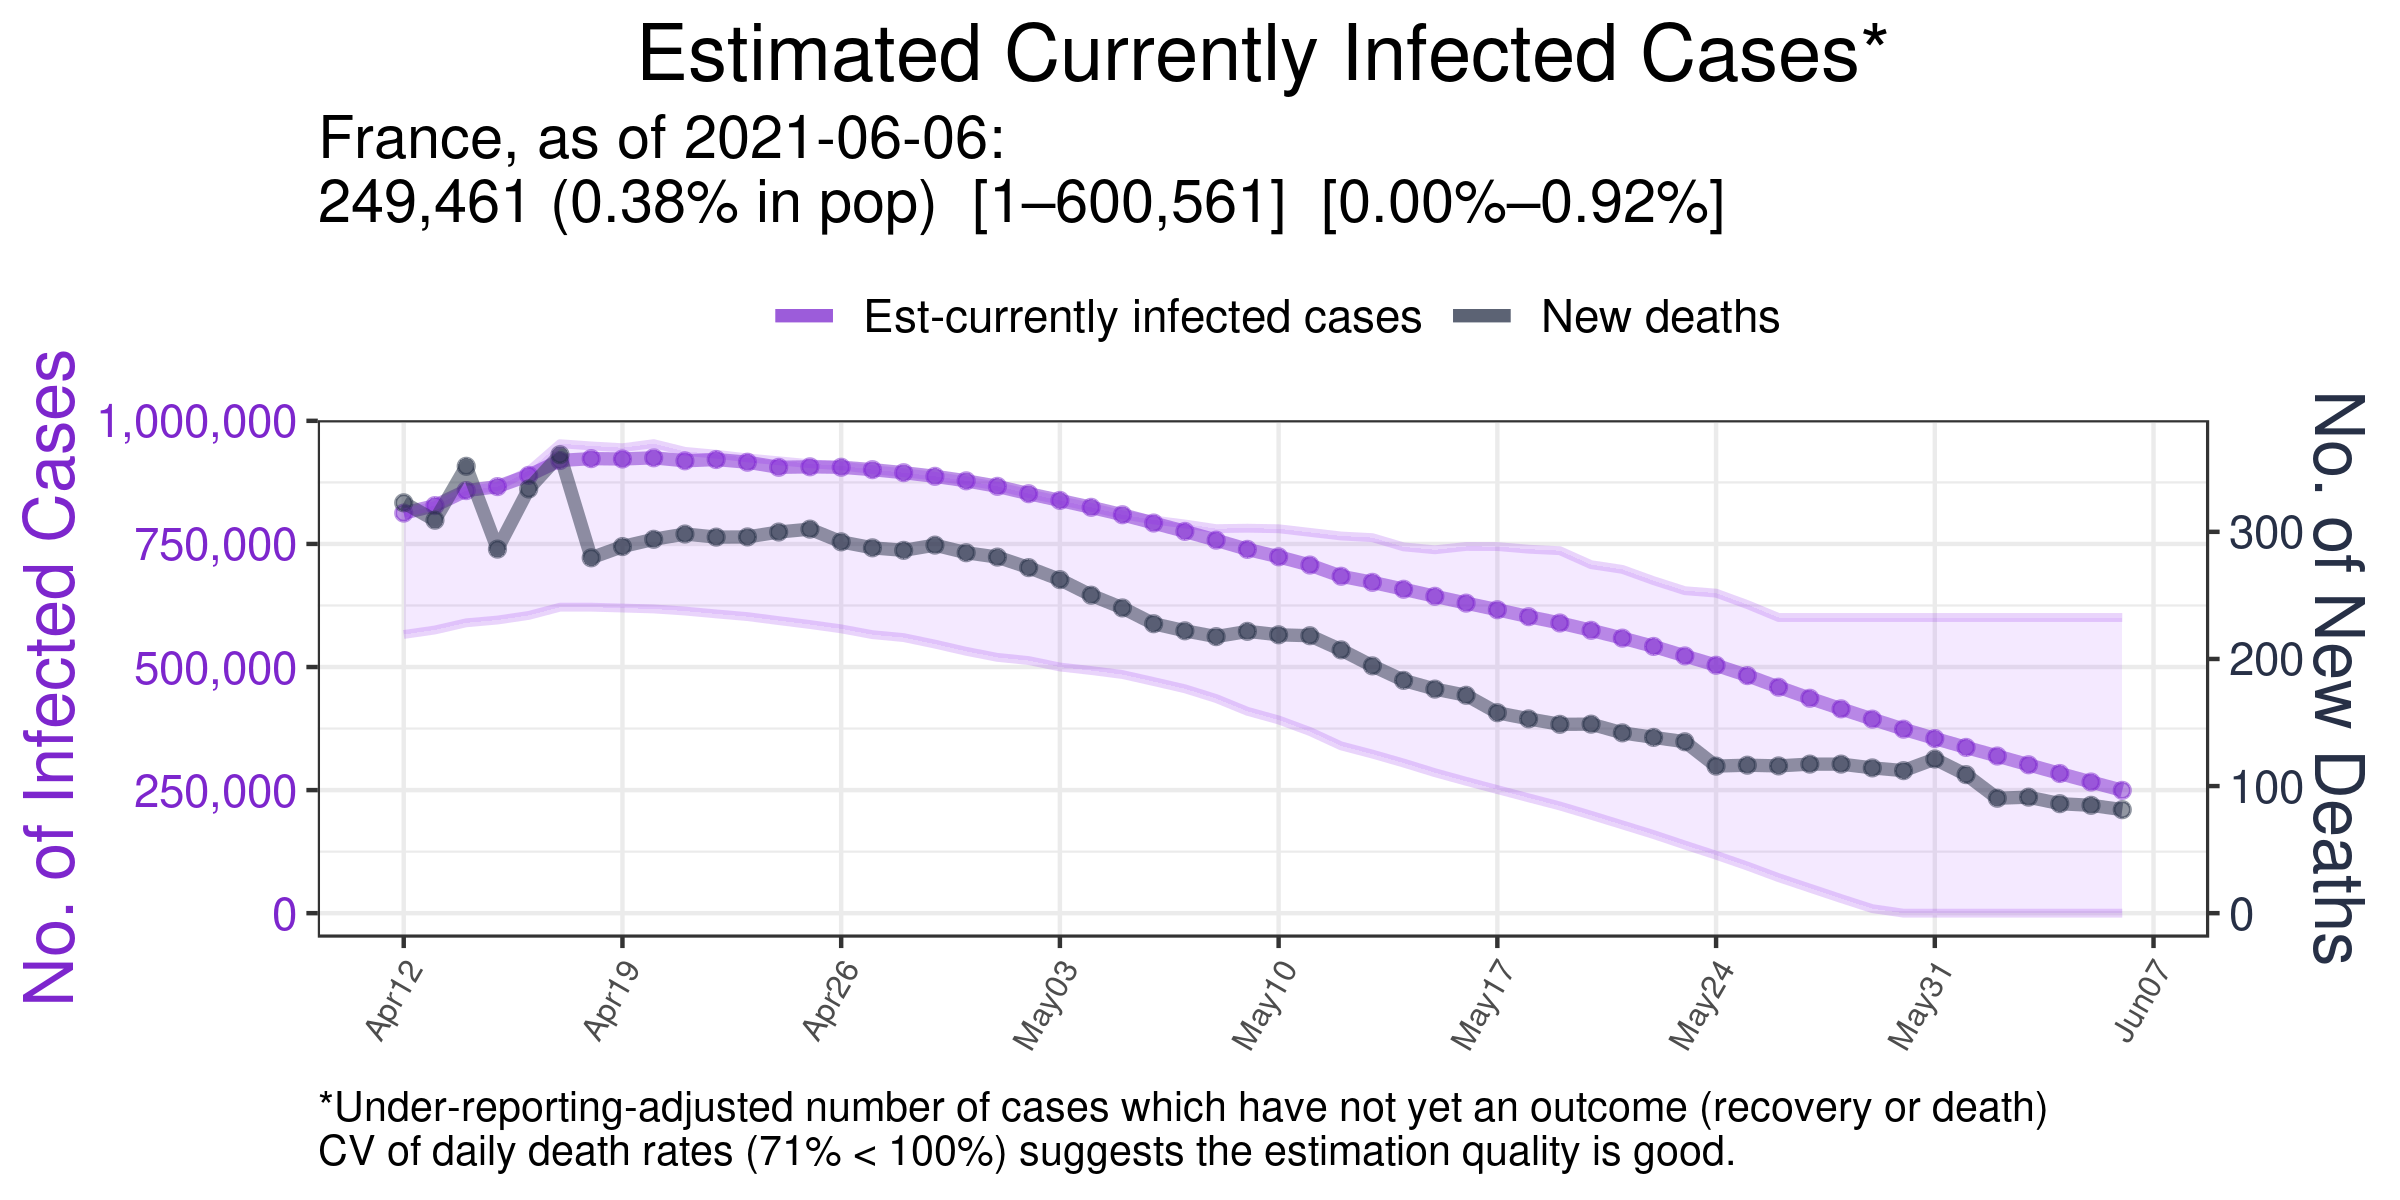 Estimated Currently Infected Cases*
France, as of 2021-06-06:
249,461 (0.38% in pop)  [1–600,561]  [0.00%–0.92%]
Est-currently infected cases
New deaths
No. of Infected Cases
1,000,000
750,000
500,000
250,000
0
300
200
100
0
No. of New Deaths
Apr12
Apr19
Apr26
May03
May10
May17
May24
May31
Jun07
*Under-reporting-adjusted number of cases which have not yet an outcome (recovery or death)
CV of daily death rates (71% < 100%) suggests the estimation quality is good.